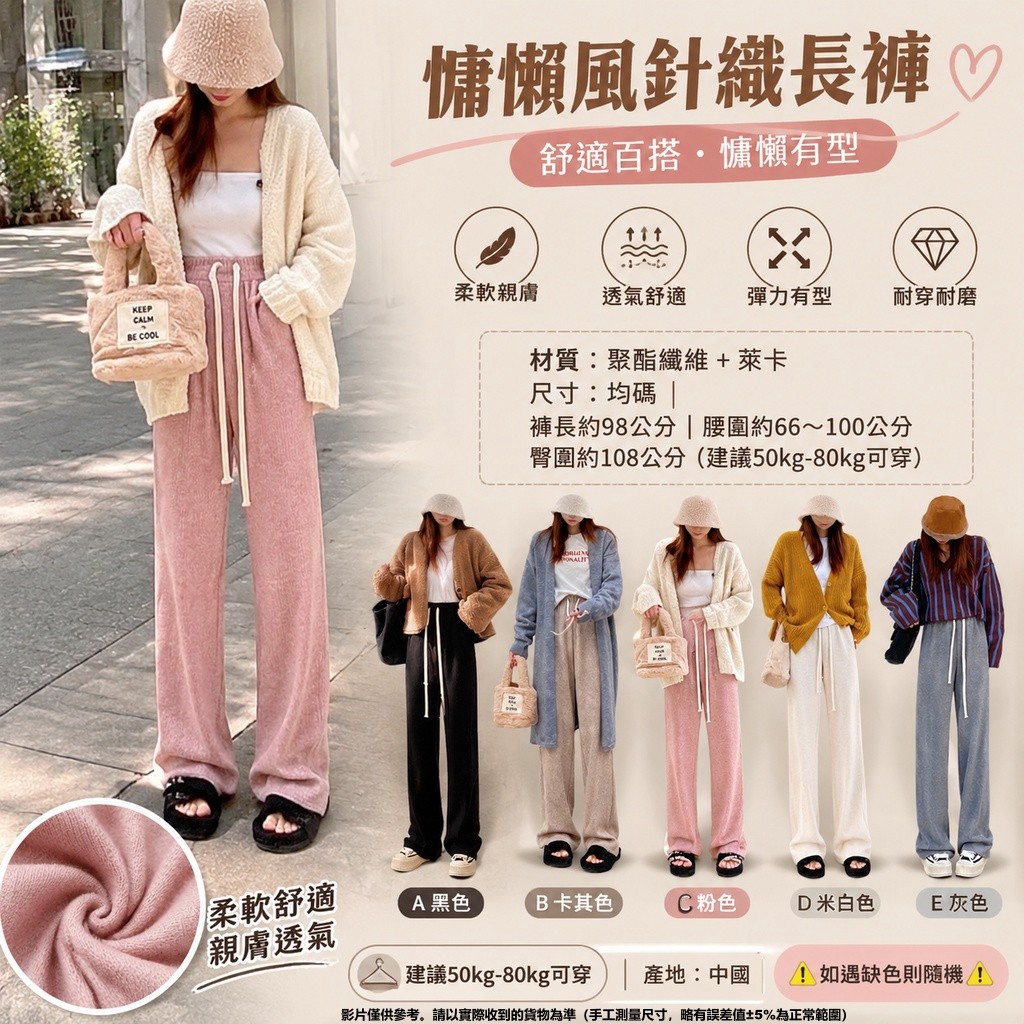 慵懶風針織長褲
舒適百搭・慵懶有型
柔軟親膚
透氣舒適
彈力有型
耐穿耐磨
材質：聚酯纖維 + 萊卡
尺寸：均碼｜
褲長約98公分｜腰圍約66～100公分
臀圍約108公分（建議50kg-80kg可穿）
KEEP
CALM
BE COOL
A 黑色
B 卡其色
C 粉色
D 米白色
E 灰色
柔軟舒適
親膚透氣
建議50kg-80kg可穿
產地：中國
⚠️如遇缺色則隨機⚠️
影片僅供參考。請以實際收到的貨物為準（手工測量尺寸，略有誤差值±5%為正常範圍）